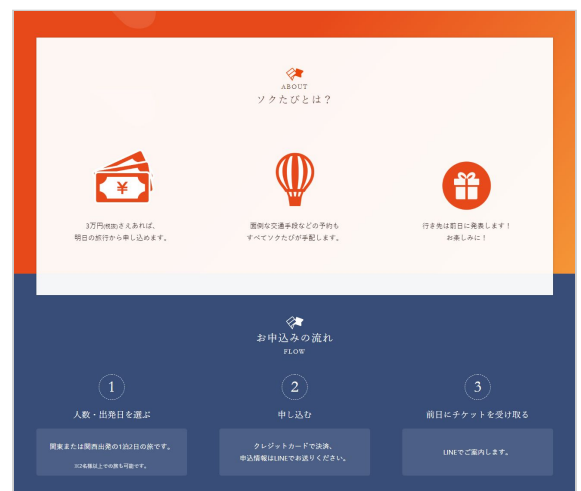 ABOUT
ソクたびとは？
¥
3万円(税別)さえあれば、
明日の旅行から申し込めます。
面倒な交通手段などの予約も
すべてソクたびが手配します。
行き先は前日に発表します！
お楽しみに！
お申込みの流れ
FLOW
1
人数・出発日を選ぶ
関東または関西出発の1泊2日の旅です。
※2名様以上での旅も可能です。
2
申し込む
クレジットカードで決済、
申込情報はLINEでお送りください。
3
前日にチケットを受け取る
LINEでご案内します。